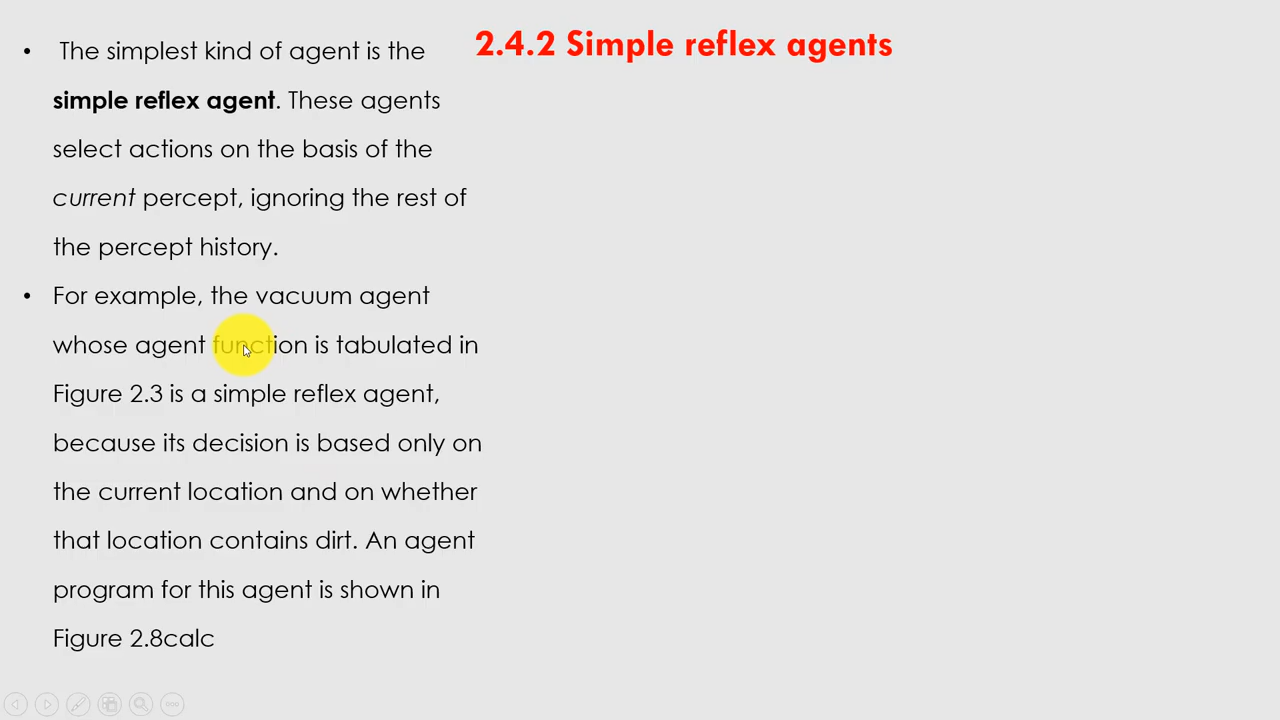 2.4.2 Simple reflex agents
• The simplest kind of agent is the
simple reflex agent. These agents
select actions on the basis of the
current percept, ignoring the rest of
the percept history.
• For example, the vacuum agent
whose agent function is tabulated in
Figure 2.3 is a simple reflex agent,
because its decision is based only on
the current location and on whether
that location contains dirt. An agent
program for this agent is shown in
Figure 2.8calc